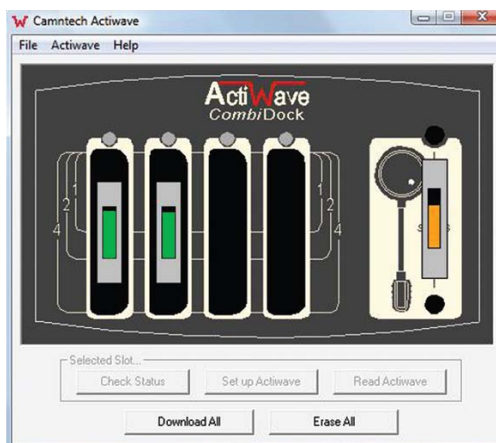 Camntech Actiwave
File Actiwave Help
ActiWave
CombiDock
1 1
2 2
4 4
Selected Slot...
Check Status Set up Actiwave Read Actiwave
Download All Erase All